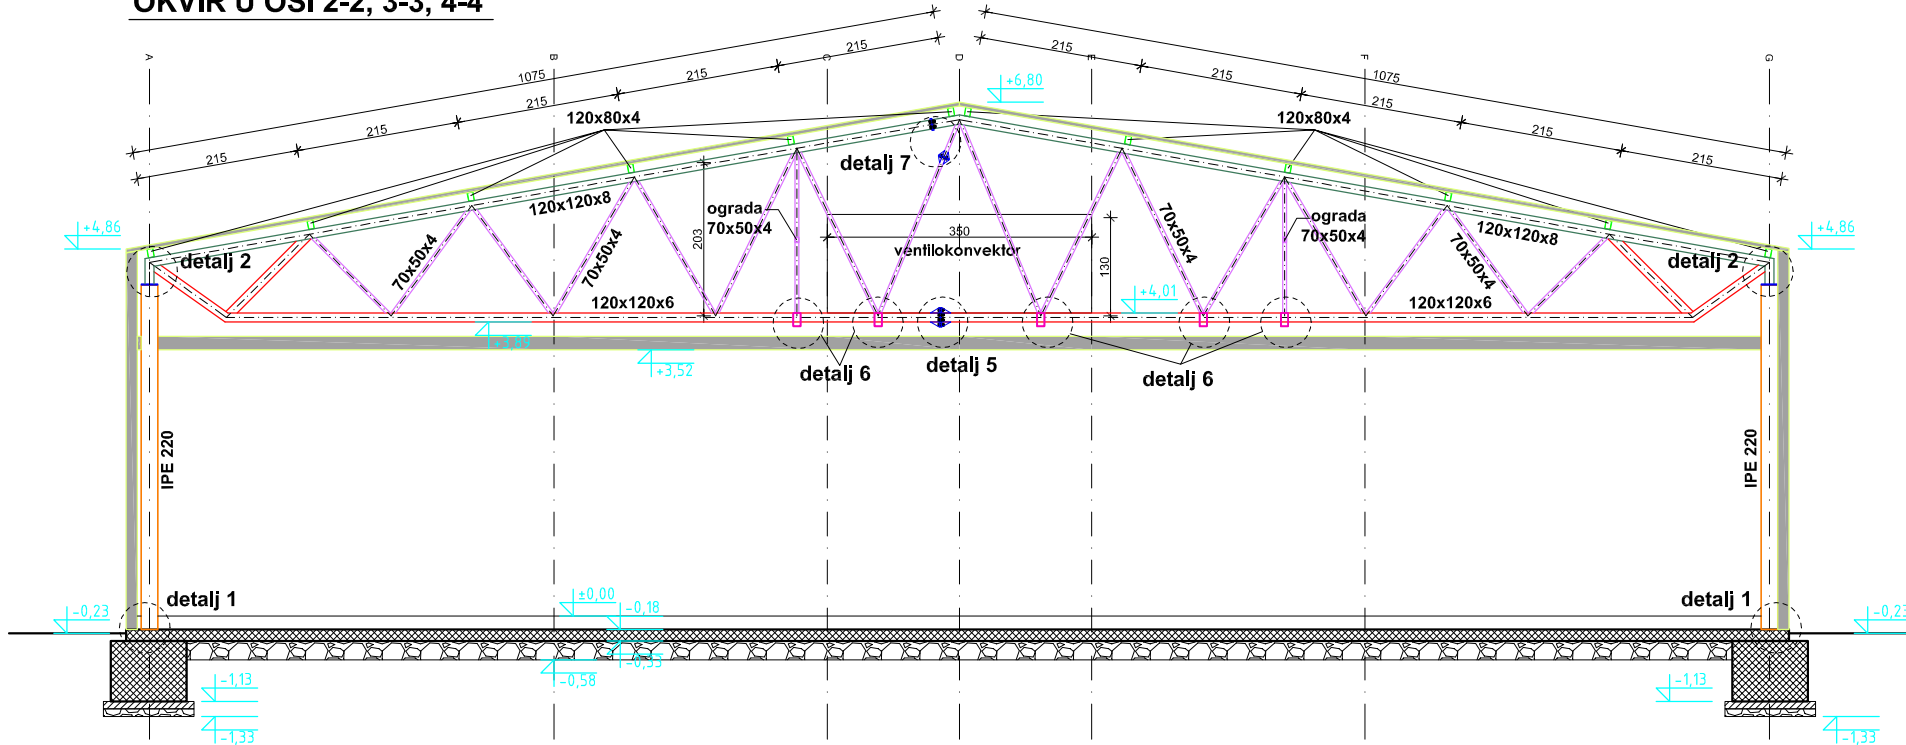 OKVIR U OSI 2-2, 3-3, 4-4
A
B
C
D
E
F
G
1075
1075
215
215
215
215
215
215
215
215
215
215
+6,80
120x80x4
120x80x4
detalj 7
+4,86
+4,86
detalj 2
detalj 2
120x120x8
120x120x8
ograda
70x50x4
ograda
70x50x4
70x50x4
70x50x4
70x50x4
70x50x4
203
350
ventilokonvektor
130
120x120x6
120x120x6
+4,01
+3,89
+3,52
detalj 6
detalj 5
detalj 6
IPE 220
IPE 220
detalj 1
detalj 1
-0,23
±0,00
-0,18
-0,23
-0,33
-0,58
-1,13
-1,13
-1,33
-1,33